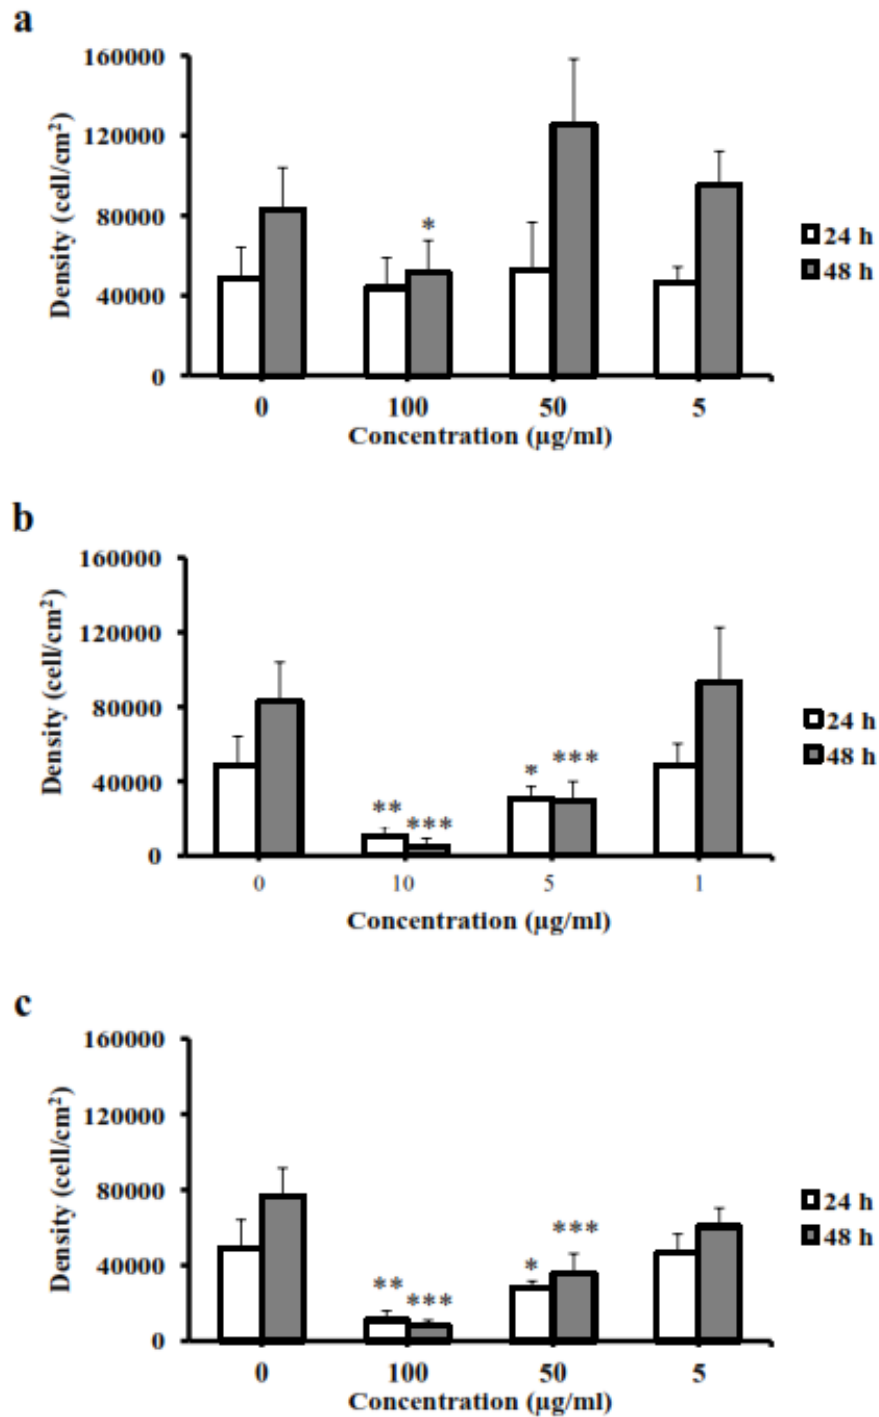 a
160000
120000
80000
40000
0
Density (cell/cm²)
*
24 h
48 h
0 100 50 5
Concentration (µg/ml)
b
160000
120000
80000
40000
0
Density (cell/cm²)
** *** * ***
24 h
48 h
0 10 5 1
Concentration (µg/ml)
c
160000
120000
80000
40000
0
Density (cell/cm²)
** *** * ***
24 h
48 h
0 100 50 5
Concentration (µg/ml)